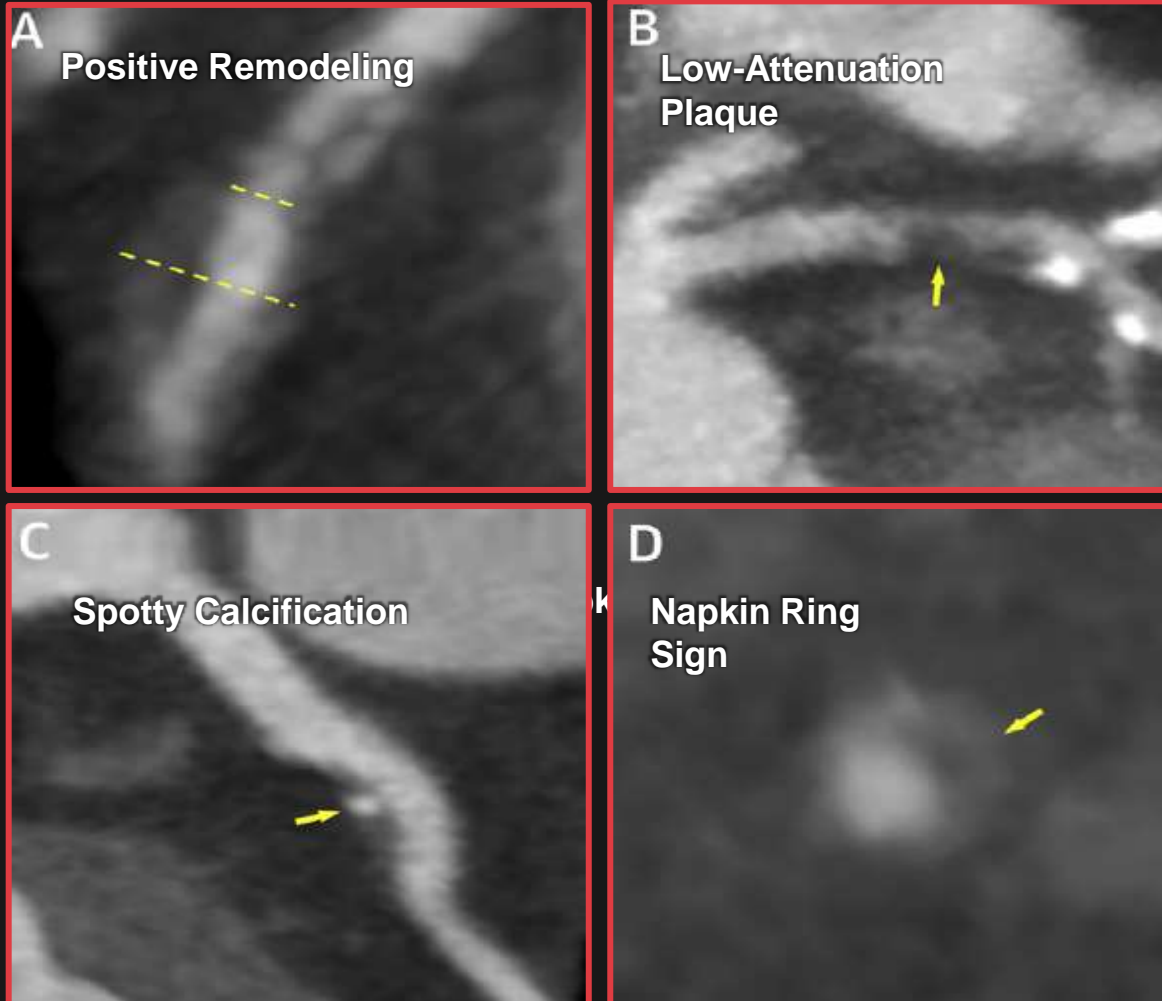 A
Positive Remodeling
B
Low-Attenuation
Plaque
C
Spotty Calcification
D
Napkin Ring
Sign